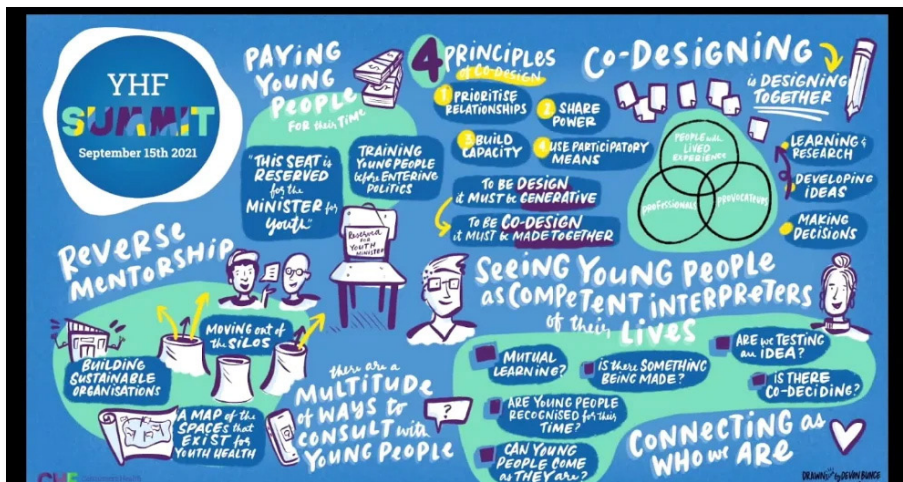 YHF
SUMMIT
September 15th 2021
PAYING
YOUNG
PEOPLE
FOR their TIME
"THIS SEAT is
RESERVED
for the
MINISTER for
Youth"
TRAINING
YOUNG PEOPLE
before ENTERING
POLITICS
Reserved
for
YOUTH
MINISTER
4 PRINCIPLES
of CO-DESIGN
1 PRIORITISE
RELATIONSHIPS
2 SHARE
POWER
3 BUILD
CAPACITY
4 USE PARTICIPATORY
MEANS
TO BE DESIGN
it MUST be GENERATIVE
TO BE CO-DESIGN
it MUST be MADE TOGETHER
CO-DESIGNING
is DESIGNING
TOGETHER
PEOPLE with
LIVED
EXPERIENCE
PROFESSIONALS
PROVOCATEURS
LEARNING &
RESEARCH
DEVELOPING
IDEAS
MAKING
DECISIONS
REVERSE
MENTORSHIP
MOVING out of
the SILOS
BUILDING
SUSTAINABLE
ORGANISATIONS
A MAP of the
SPACES that
EXIST for
YOUTH HEALTH
there are a
MULTITUDE
of WAYS to
CONSULT with
YOUNG PEOPLE
?
SEEING YOUNG PEOPLE
as COMPETENT INTERPRETERS
of their LIVES
MUTUAL
LEARNING?
IS there SOMETHING
BEING MADE?
ARE we TESTING
an IDEA?
IS THERE
CO-DECIDING?
ARE YOUNG PEOPLE
RECOGNISED for their
TIME?
CAN YOUNG
PEOPLE COME
as THEY are?
CONNECTING as
WHO we ARE
DRAWN by DEVON BUNCE